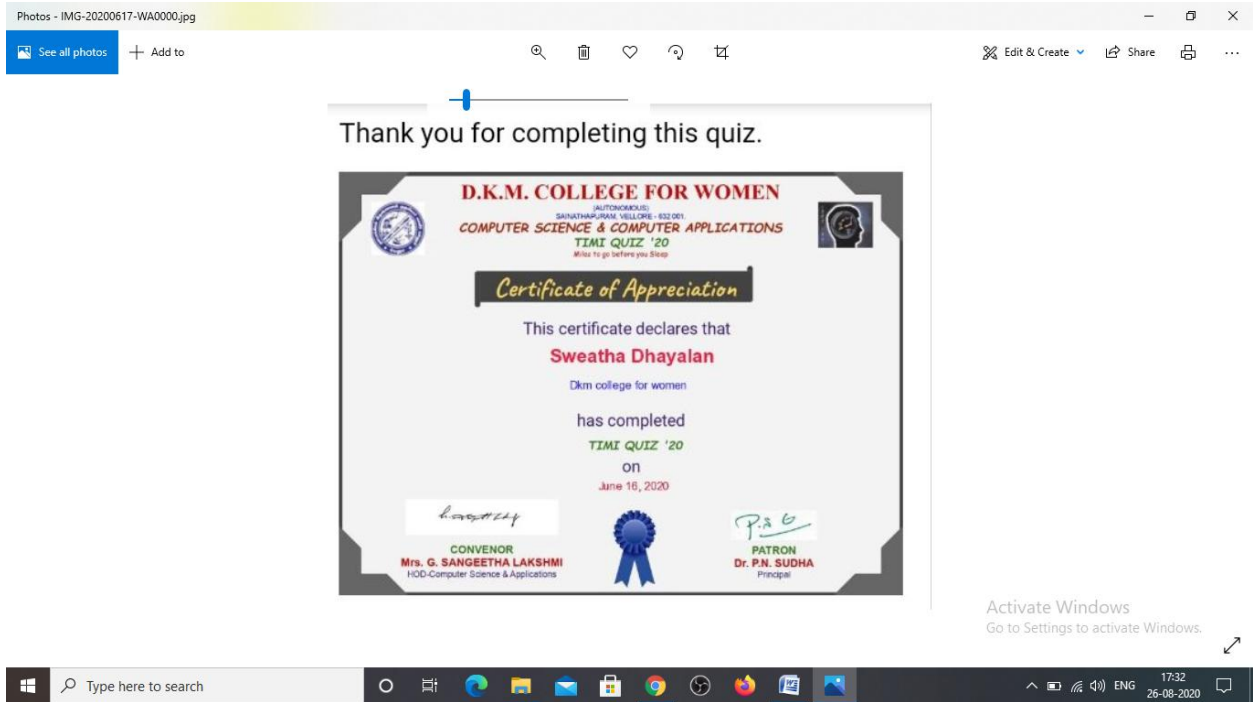 Photos - IMG-20200617-WA0000.jpg
See all photos
Add to
Edit & Create
Share
Thank you for completing this quiz.
D.K.M. COLLEGE FOR WOMEN
(AUTONOMOUS)
SAINATHAPURAM, VELLORE - 632 001.
COMPUTER SCIENCE & COMPUTER APPLICATIONS
TIMI QUIZ '20
Miles to go before you Sleep
Certificate of Appreciation
This certificate declares that
Sweatha Dhayalan
Dkm college for women
has completed
TIMI QUIZ '20
on
June 16, 2020
CONVENOR
Mrs. G. SANGEETHA LAKSHMI
HOD-Computer Science & Applications
PATRON
Dr. P.N. SUDHA
Principal
Activate Windows
Go to Settings to activate Windows.
Type here to search
ENG
17:32
26-08-2020